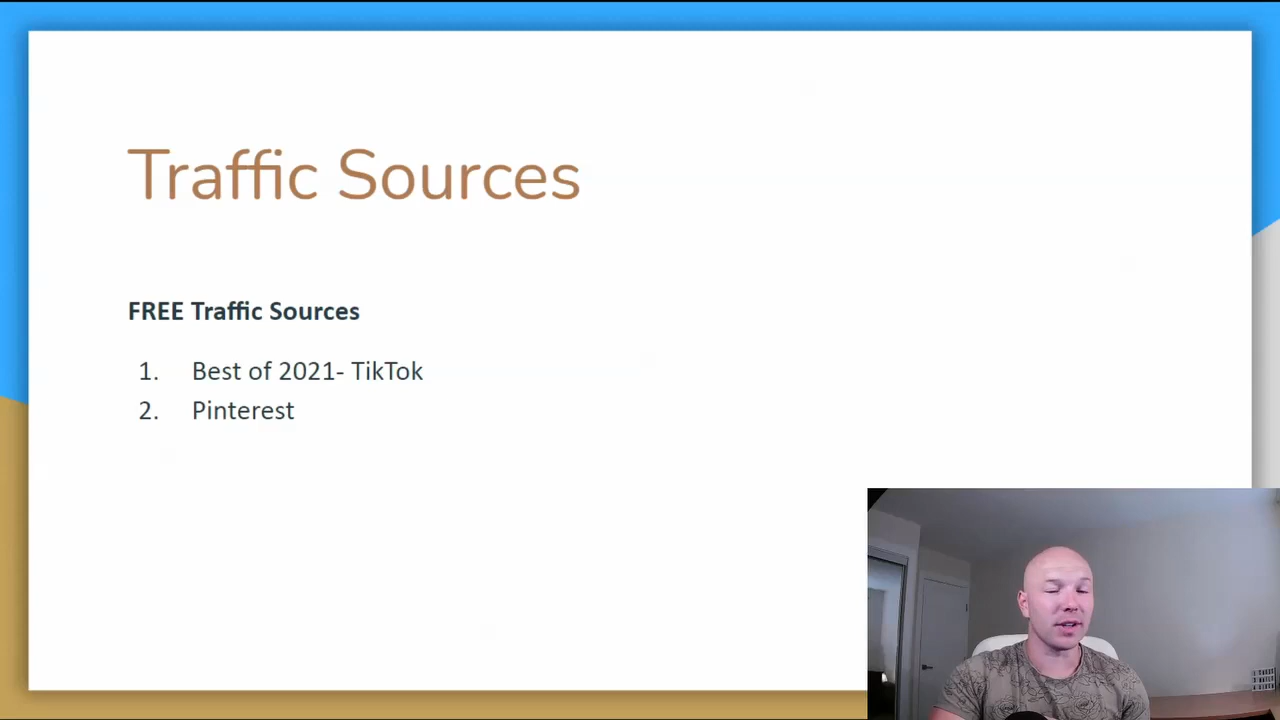 Traffic Sources
FREE Traffic Sources
1. Best of 2021- TikTok
2. Pinterest